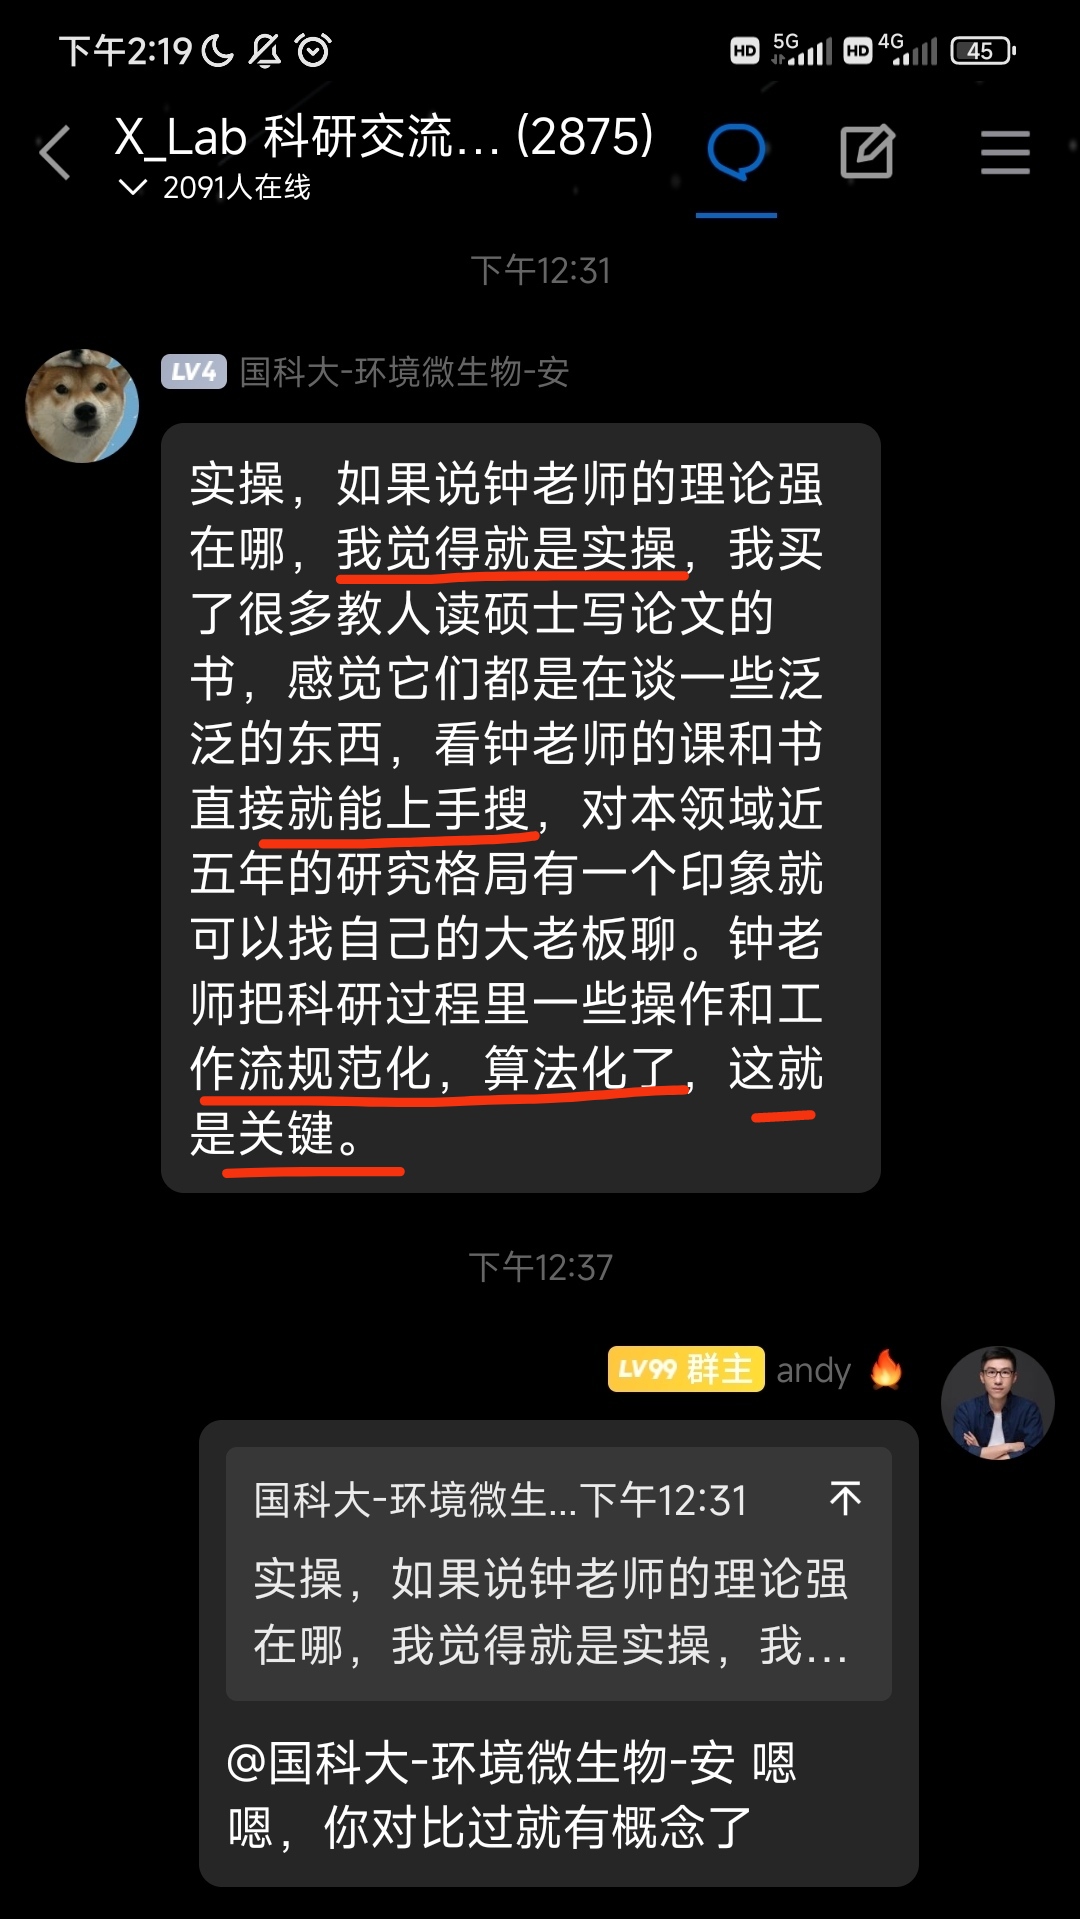 下午2:19 HD 5G HD 4G 45
X_Lab 科研交流... (2875)
2091人在线
下午12:31
LV4 国科大-环境微生物-安
实操，如果说钟老师的理论强
在哪，我觉得就是实操，我买
了很多教人读硕士写论文的
书，感觉它们都是在谈一些泛
泛的东西，看钟老师的课和书
直接就能上手搜，对本领域近
五年的研究格局有一个印象就
可以找自己的大老板聊。钟老
师把科研过程里一些操作和工
作流规范化，算法化了，这就
是关键。
下午12:37
LV99 群主 andy
国科大-环境微生...下午12:31
实操，如果说钟老师的理论强
在哪，我觉得就是实操，我...
@国科大-环境微生物-安 嗯
嗯，你对比过就有概念了